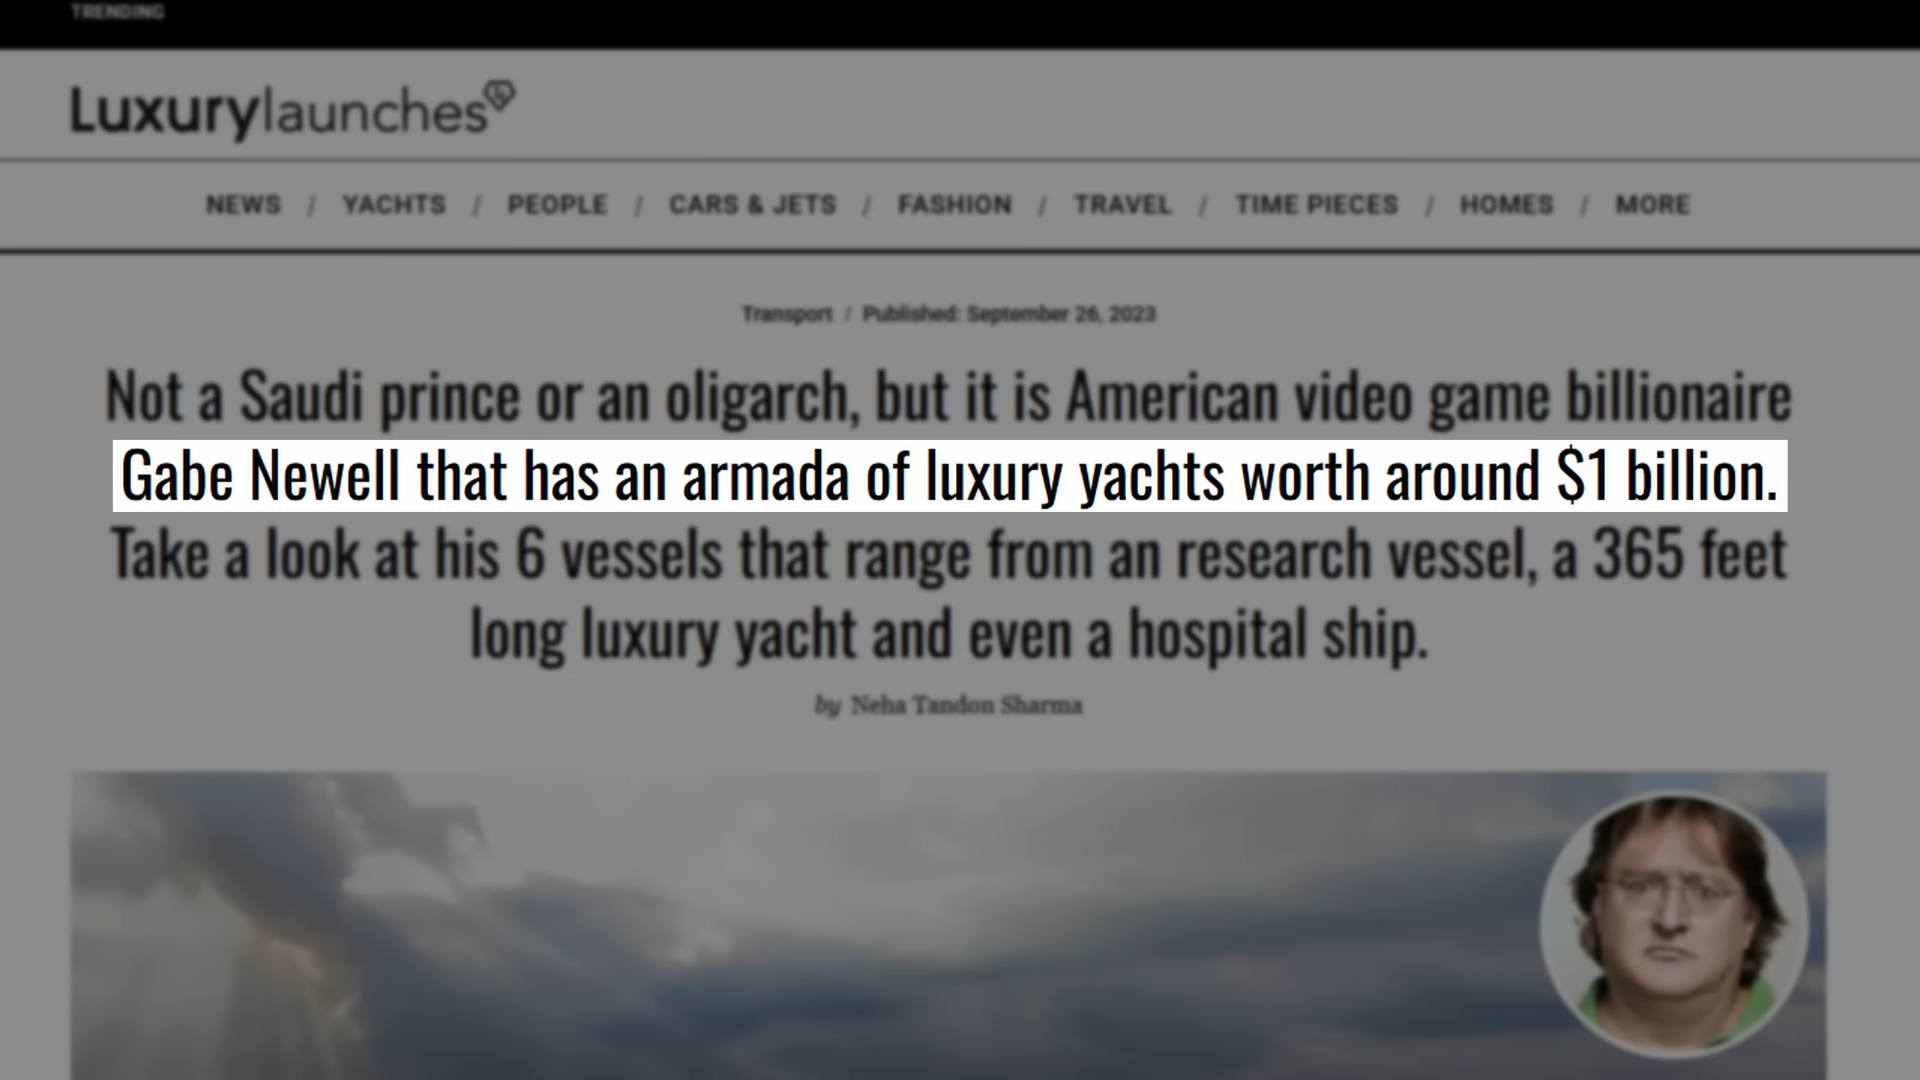 TRENDING
Luxurylaunches
NEWS / YACHTS / PEOPLE / CARS & JETS / FASHION / TRAVEL / TIME PIECES / HOMES / MORE
Transport / Published: September 26, 2023
Not a Saudi prince or an oligarch, but it is American video game billionaire
Gabe Newell that has an armada of luxury yachts worth around $1 billion.
Take a look at his 6 vessels that range from an research vessel, a 365 feet
long luxury yacht and even a hospital ship.
by Neha Tandon Sharma